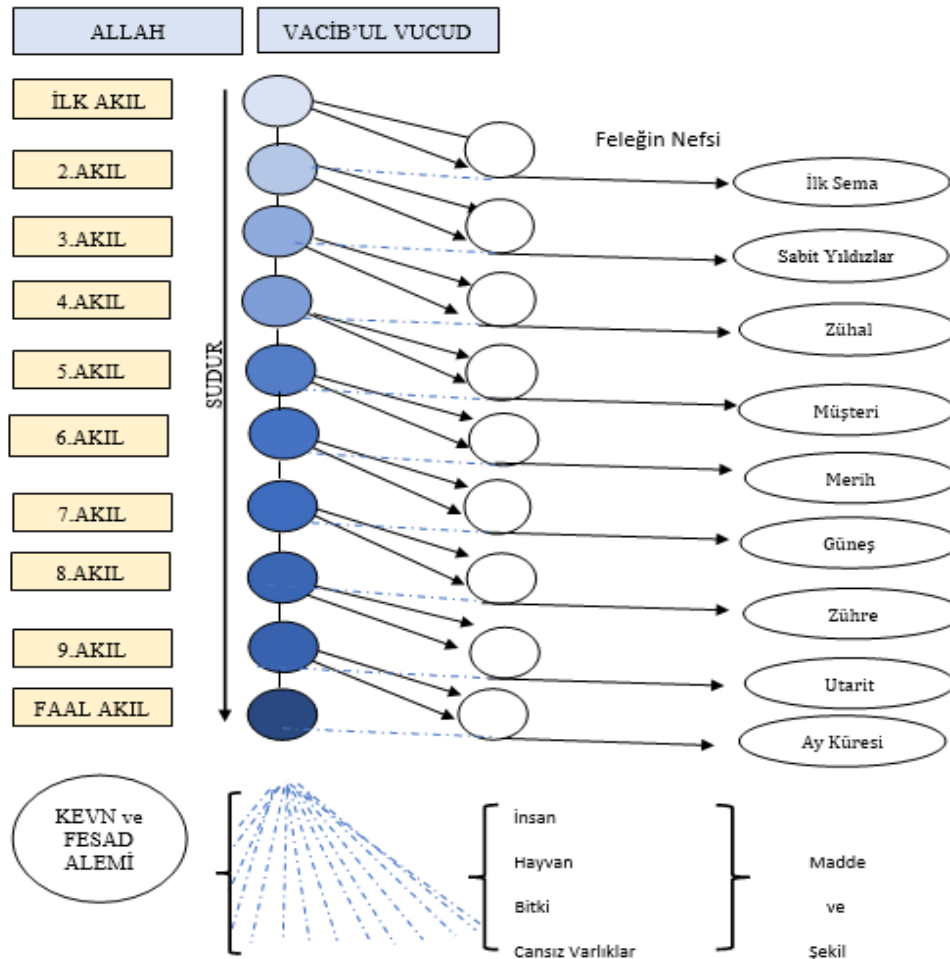 ALLAH
VACİB'UL VUCUD
İLK AKIL
Feleğin Nefsi
2.AKIL
İlk Sema
3.AKIL
Sabit Yıldızlar
4.AKIL
Zühal
SUDUR
5.AKIL
Müşteri
6.AKIL
Merih
7.AKIL
Güneş
8.AKIL
Zühre
9.AKIL
Utarit
FAAL AKIL
Ay Küresi
KEVN ve
FESAD
ALEMİ
İnsan
Hayvan
Bitki
Cansız Varlıklar
Madde
ve
Şekil